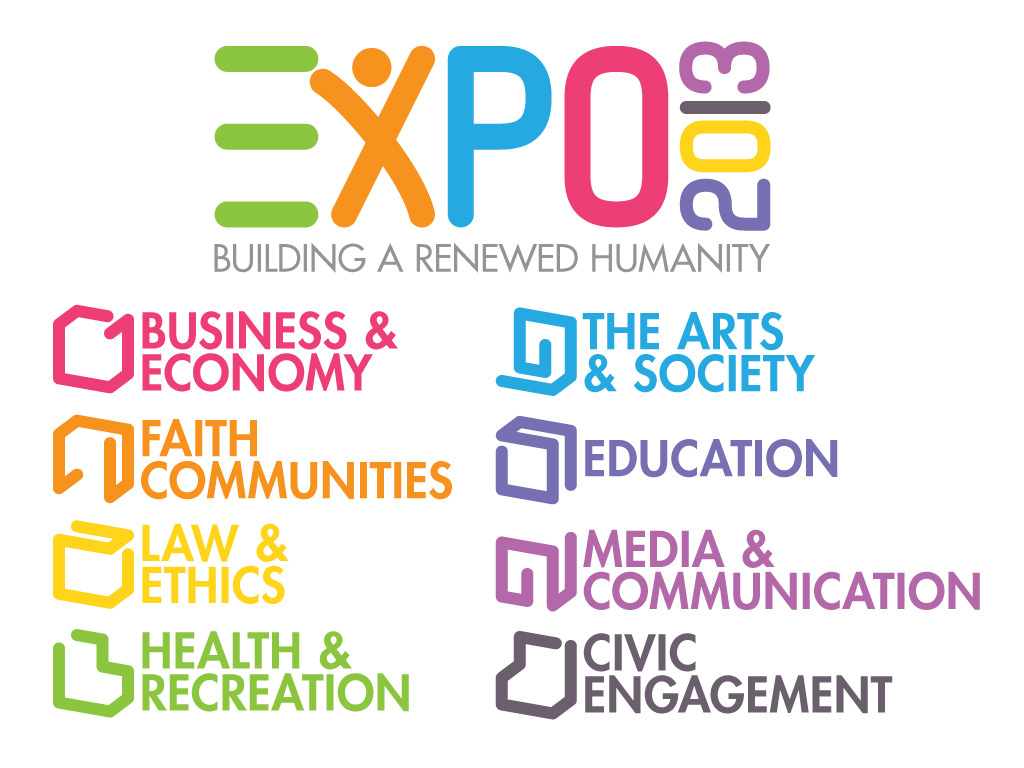 EXPO 2013
BUILDING A RENEWED HUMANITY
BUSINESS &
ECONOMY
THE ARTS
& SOCIETY
FAITH
COMMUNITIES
EDUCATION
LAW &
ETHICS
MEDIA &
COMMUNICATION
HEALTH &
RECREATION
CIVIC
ENGAGEMENT